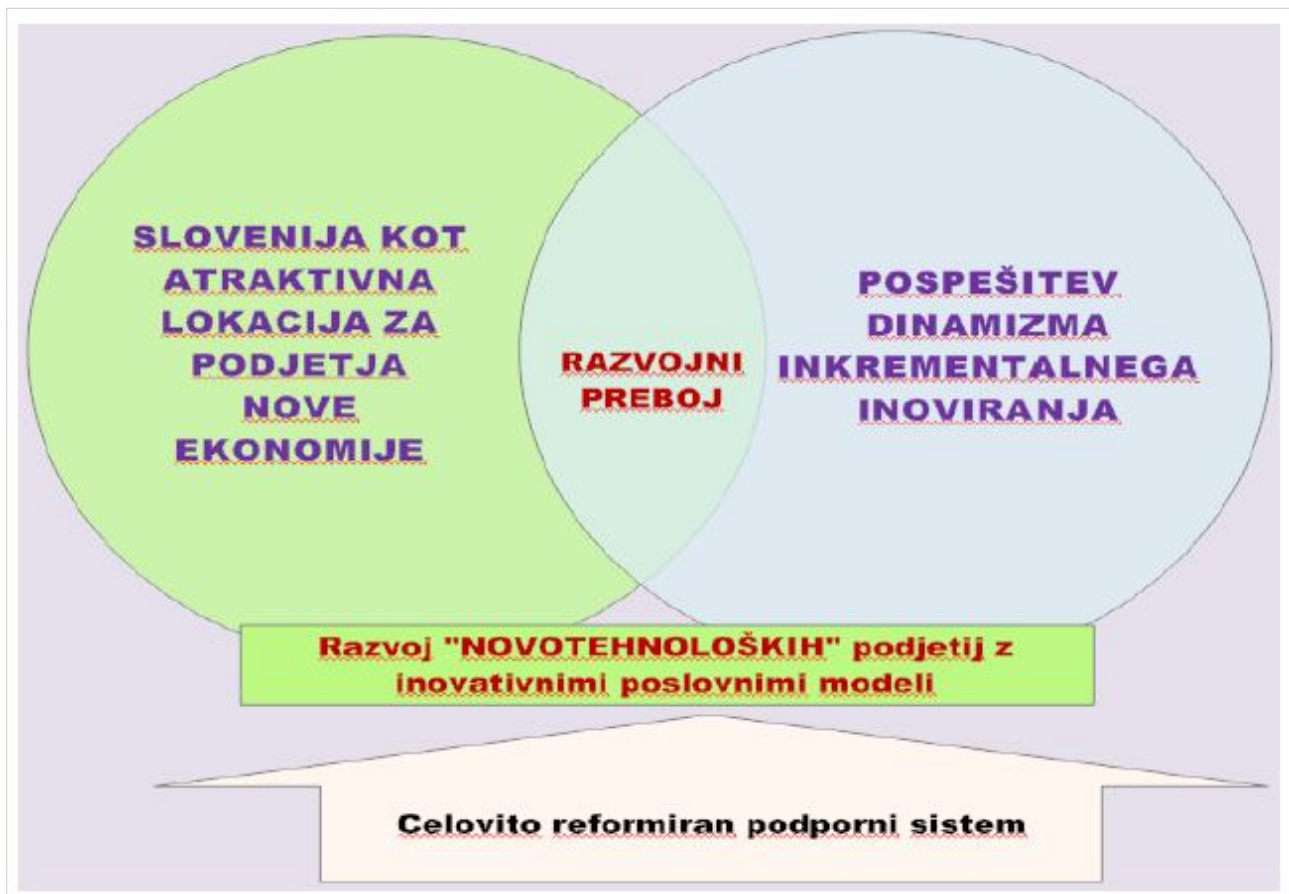 SLOVENIJA KOT
ATRAKTIVNA
LOKACIJA ZA
PODJETJA
NOVE
EKONOMIJE
RAZVOJNI
PREBOJ
POSPEŠITEV
DINAMIZMA
INKREMENTALNEGA
INOVIRANJA
Razvoj "NOVOTEHNOLOŠKIH" podjetij z
inovativnimi poslovnimi modeli
Celovito reformiran podporni sistem